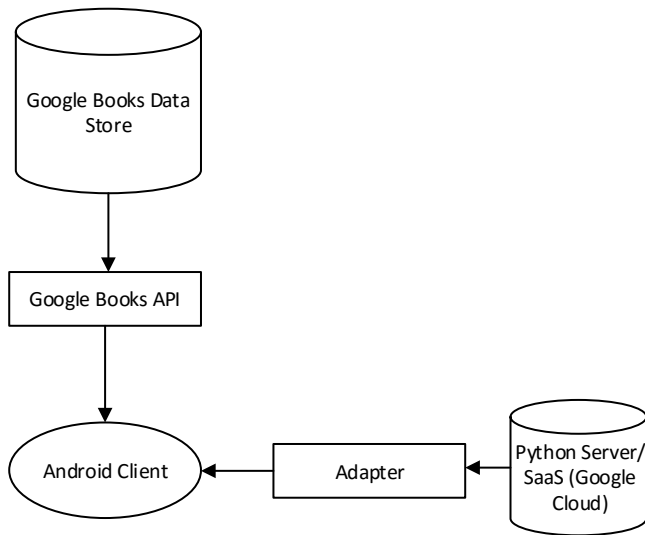 Google Books Data
Store
Google Books API
Android Client
Adapter
Python Server/
SaaS (Google
Cloud)